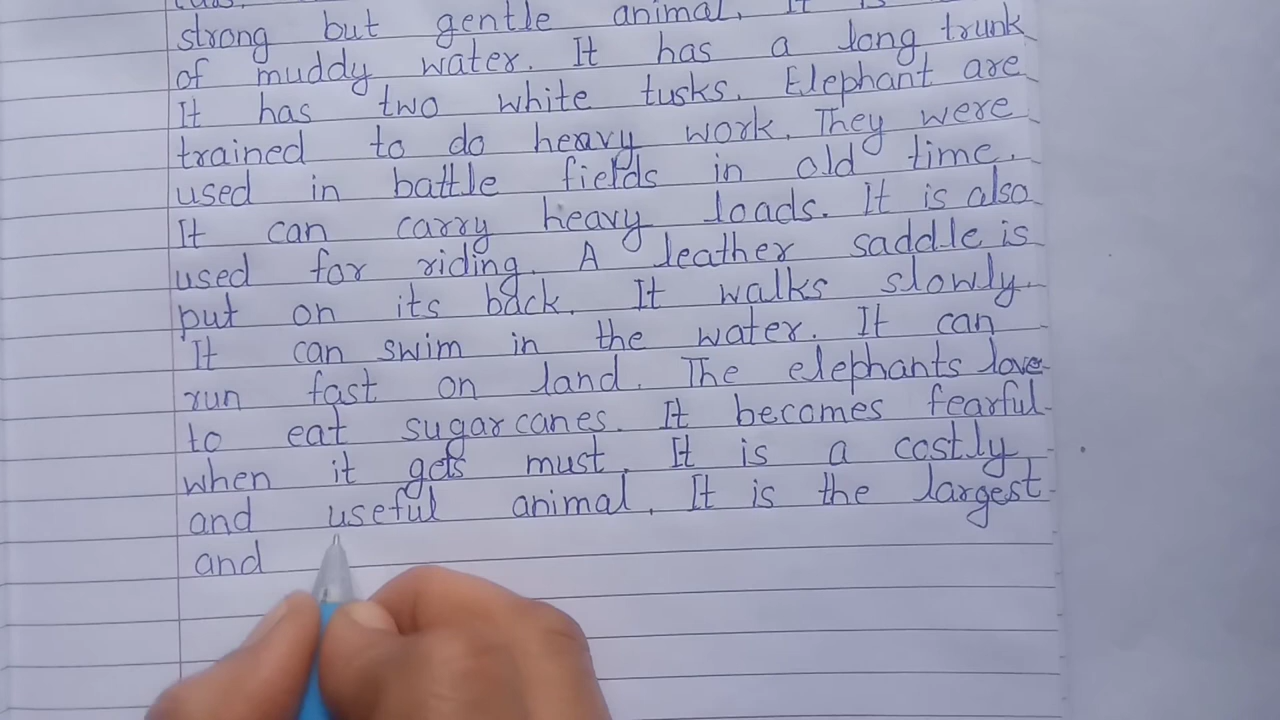 strong but gentle animal. It is
of muddy water. It has a long trunk
It has two white tusks. Elephant are
trained to do heavy work. They were
used in battle fields in old time.
It can carry heavy loads. It is also
used for riding. A leather saddle is
put on its back. It walks slowly.
It can swim in the water. It can
run fast on land. The elephants love
to eat sugarcanes. It becomes fearful
when it gets must. It is a costly
and useful animal. It is the largest
and